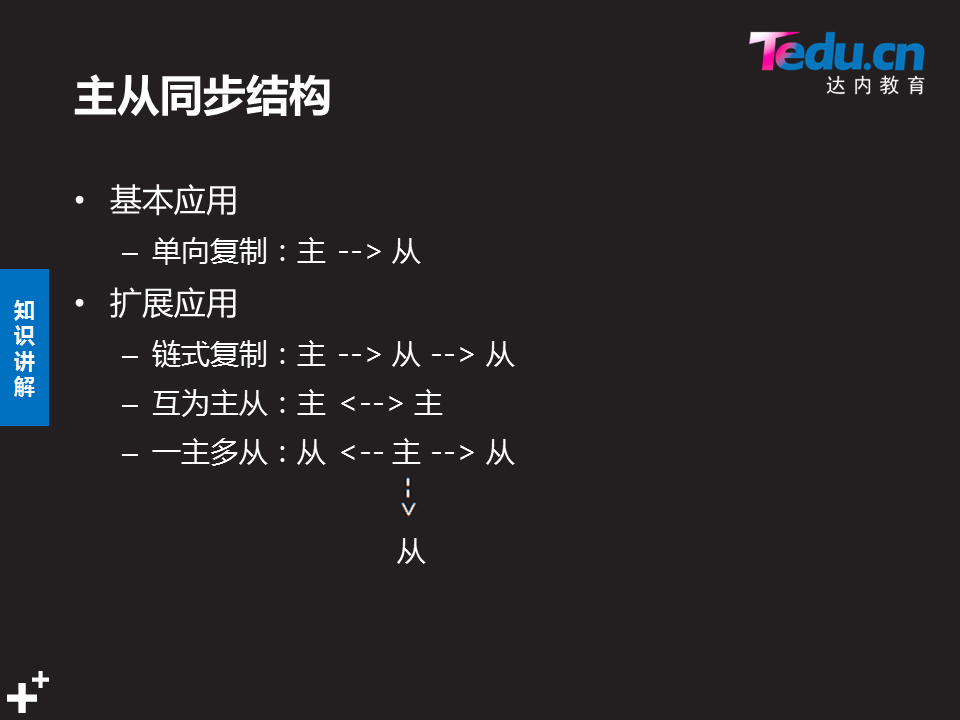 Tedu.cn
达内教育
主从同步结构
• 基本应用
– 单向复制：主 --> 从
• 扩展应用
– 链式复制：主 --> 从 --> 从
– 互为主从：主 <--> 主
– 一主多从：从 <-- 主 --> 从
从
知识讲解